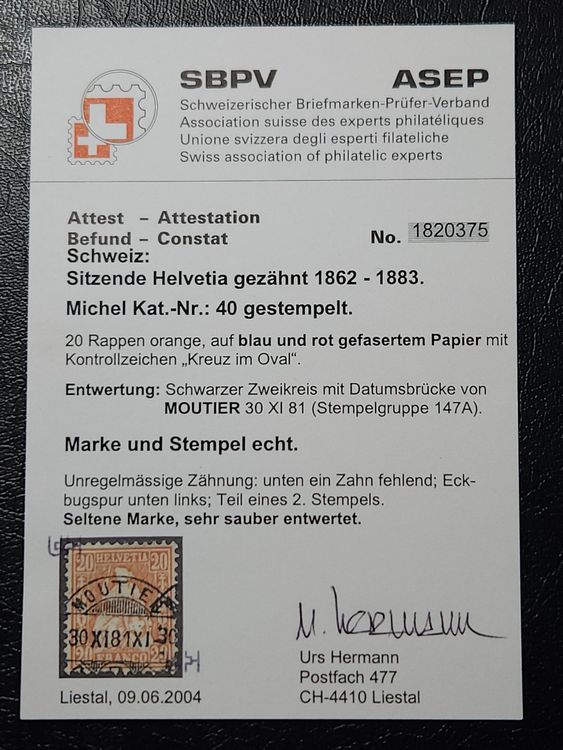 SBPV ASEP
Schweizerischer Briefmarken-Prüfer-Verband
Association suisse des experts philatéliques
Unione svizzera degli esperti filateliche
Swiss association of philatelic experts
Attest – Attestation
Befund – Constat No. 1820375
Schweiz:
Sitzende Helvetia gezähnt 1862 - 1883.
Michel Kat.-Nr.: 40 gestempelt.
20 Rappen orange, auf blau und rot gefasertem Papier mit
Kontrollzeichen „Kreuz im Oval“.
Entwertung: Schwarzer Zweikreis mit Datumsbrücke von
MOUTIER 30 XI 81 (Stempelgruppe 147A).
Marke und Stempel echt.
Unregelmässige Zähnung: unten ein Zahn fehlend; Eck-
bugspur unten links; Teil eines 2. Stempels.
Seltene Marke, sehr sauber entwertet.
20 HELVETIA 20
MOUTIE
30 XI 81 XI 30
FRANCO
U. Hermann
Urs Hermann
Postfach 477
Liestal, 09.06.2004 CH-4410 Liestal